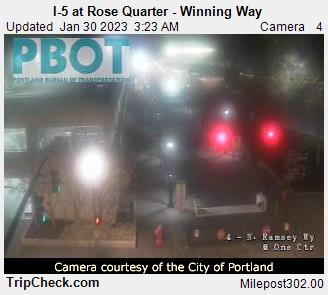 I-5 at Rose Quarter - Winning Way
Updated Jan 30 2023 3:23 AM Camera 4
PBOT
PORTLAND BUREAU OF TRANSPORTATION
4 - N. Ramsey Wy
@ One Ctr
Camera courtesy of the City of Portland
TripCheck.com Milepost302.00